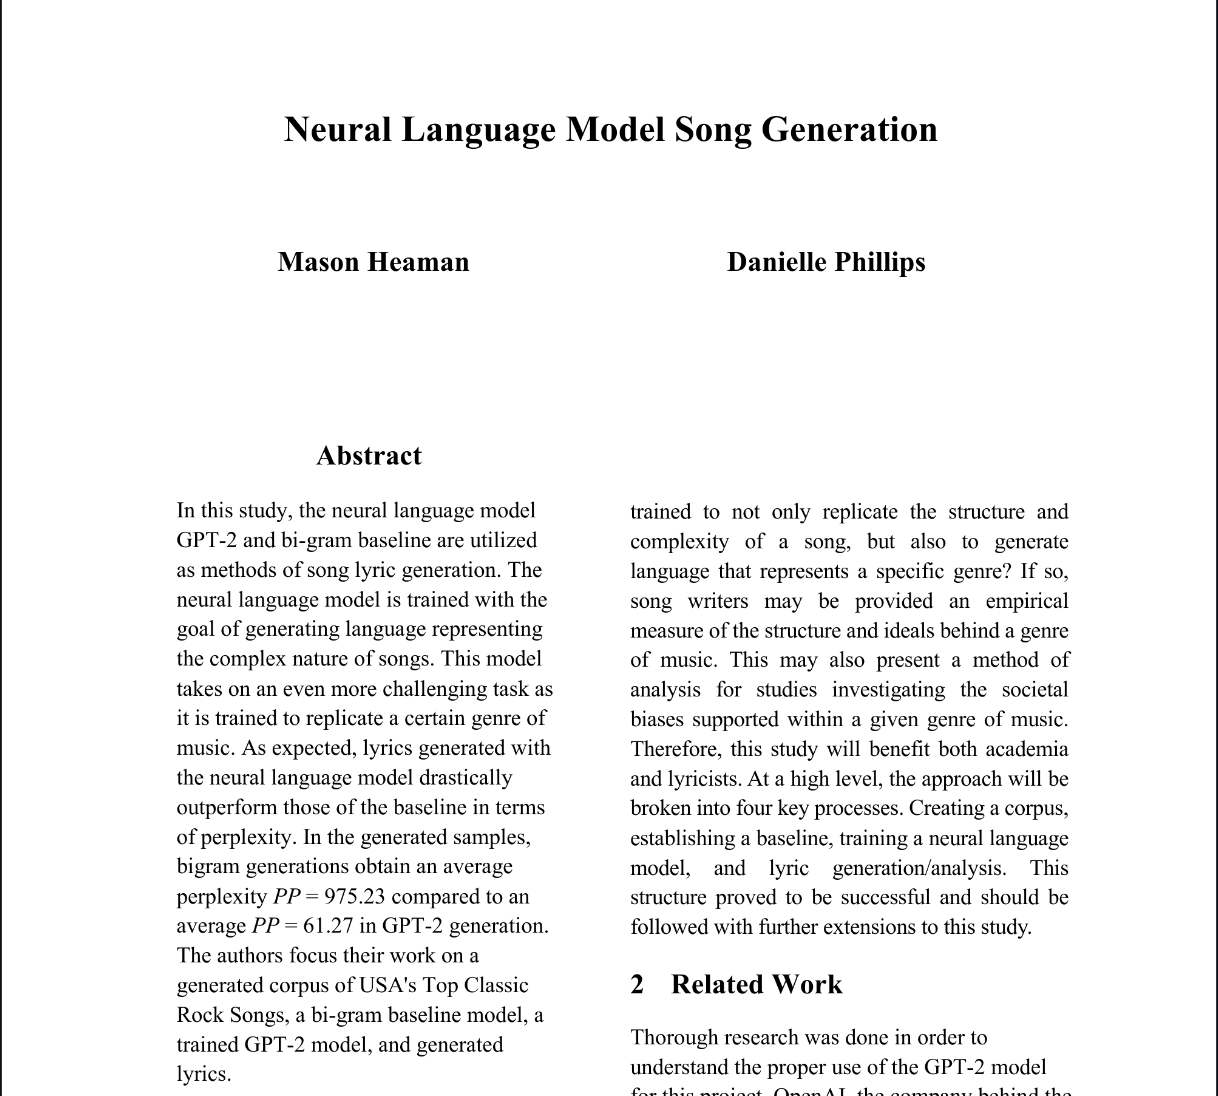 Neural Language Model Song Generation
Mason Heaman
Danielle Phillips
Abstract
In this study, the neural language model
GPT-2 and bi-gram baseline are utilized
as methods of song lyric generation. The
neural language model is trained with the
goal of generating language representing
the complex nature of songs. This model
takes on an even more challenging task as
it is trained to replicate a certain genre of
music. As expected, lyrics generated with
the neural language model drastically
outperform those of the baseline in terms
of perplexity. In the generated samples,
bigram generations obtain an average
perplexity PP = 975.23 compared to an
average PP = 61.27 in GPT-2 generation.
The authors focus their work on a
generated corpus of USA's Top Classic
Rock Songs, a bi-gram baseline model, a
trained GPT-2 model, and generated
lyrics.
trained to not only replicate the structure and
complexity of a song, but also to generate
language that represents a specific genre? If so,
song writers may be provided an empirical
measure of the structure and ideals behind a genre
of music. This may also present a method of
analysis for studies investigating the societal
biases supported within a given genre of music.
Therefore, this study will benefit both academia
and lyricists. At a high level, the approach will be
broken into four key processes. Creating a corpus,
establishing a baseline, training a neural language
model, and lyric generation/analysis. This
structure proved to be successful and should be
followed with further extensions to this study.
2 Related Work
Thorough research was done in order to
understand the proper use of the GPT-2 model
for this project. OpenAI, the company behind the